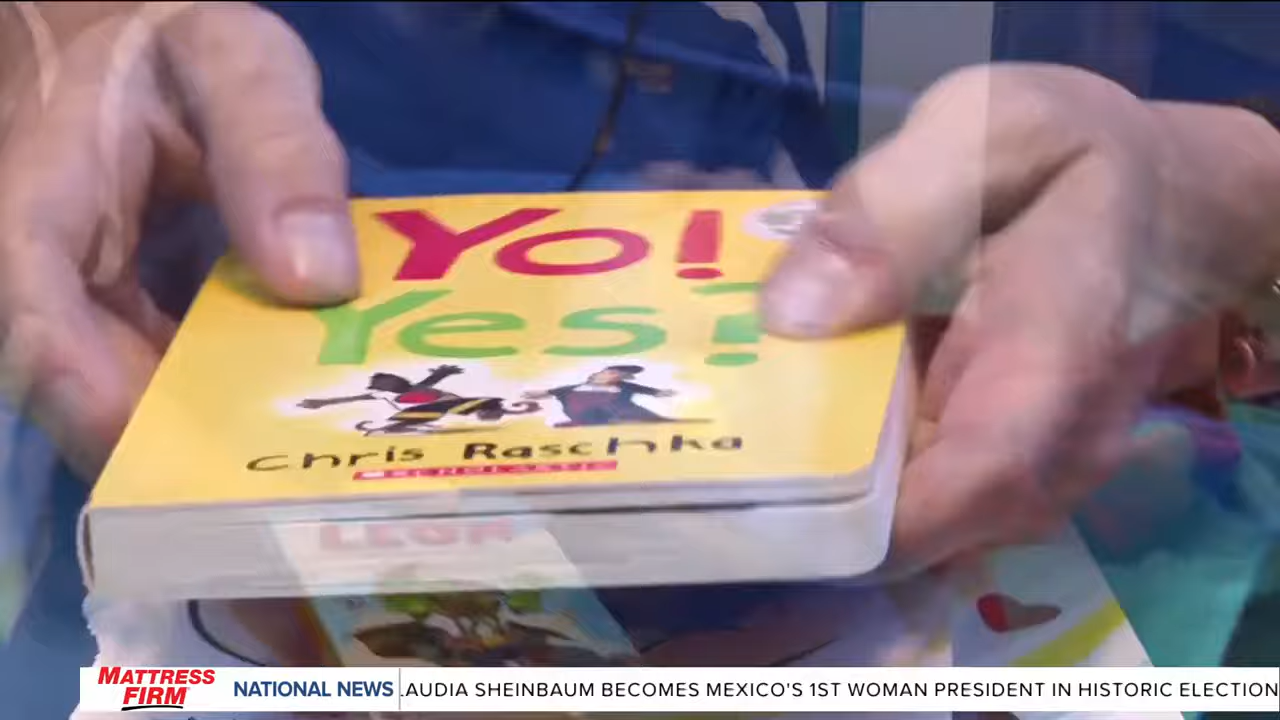 Yo!
Yes?
Chris Raschka
MATTRESS FIRM
NATIONAL NEWS
.AUDIA SHEINBAUM BECOMES MEXICO'S 1ST WOMAN PRESIDENT IN HISTORIC ELECTION